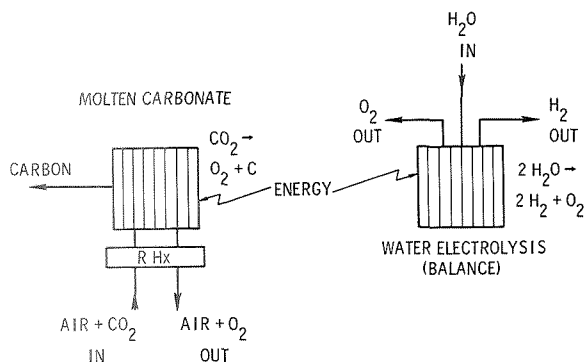 H₂O
IN
MOLTEN CARBONATE
O₂
OUT
H₂
OUT
CO₂ →
O₂ + C
CARBON
ENERGY
2 H₂O →
2 H₂ + O₂
WATER ELECTROLYSIS
(BALANCE)
R Hx
AIR + CO₂
IN
AIR + O₂
OUT